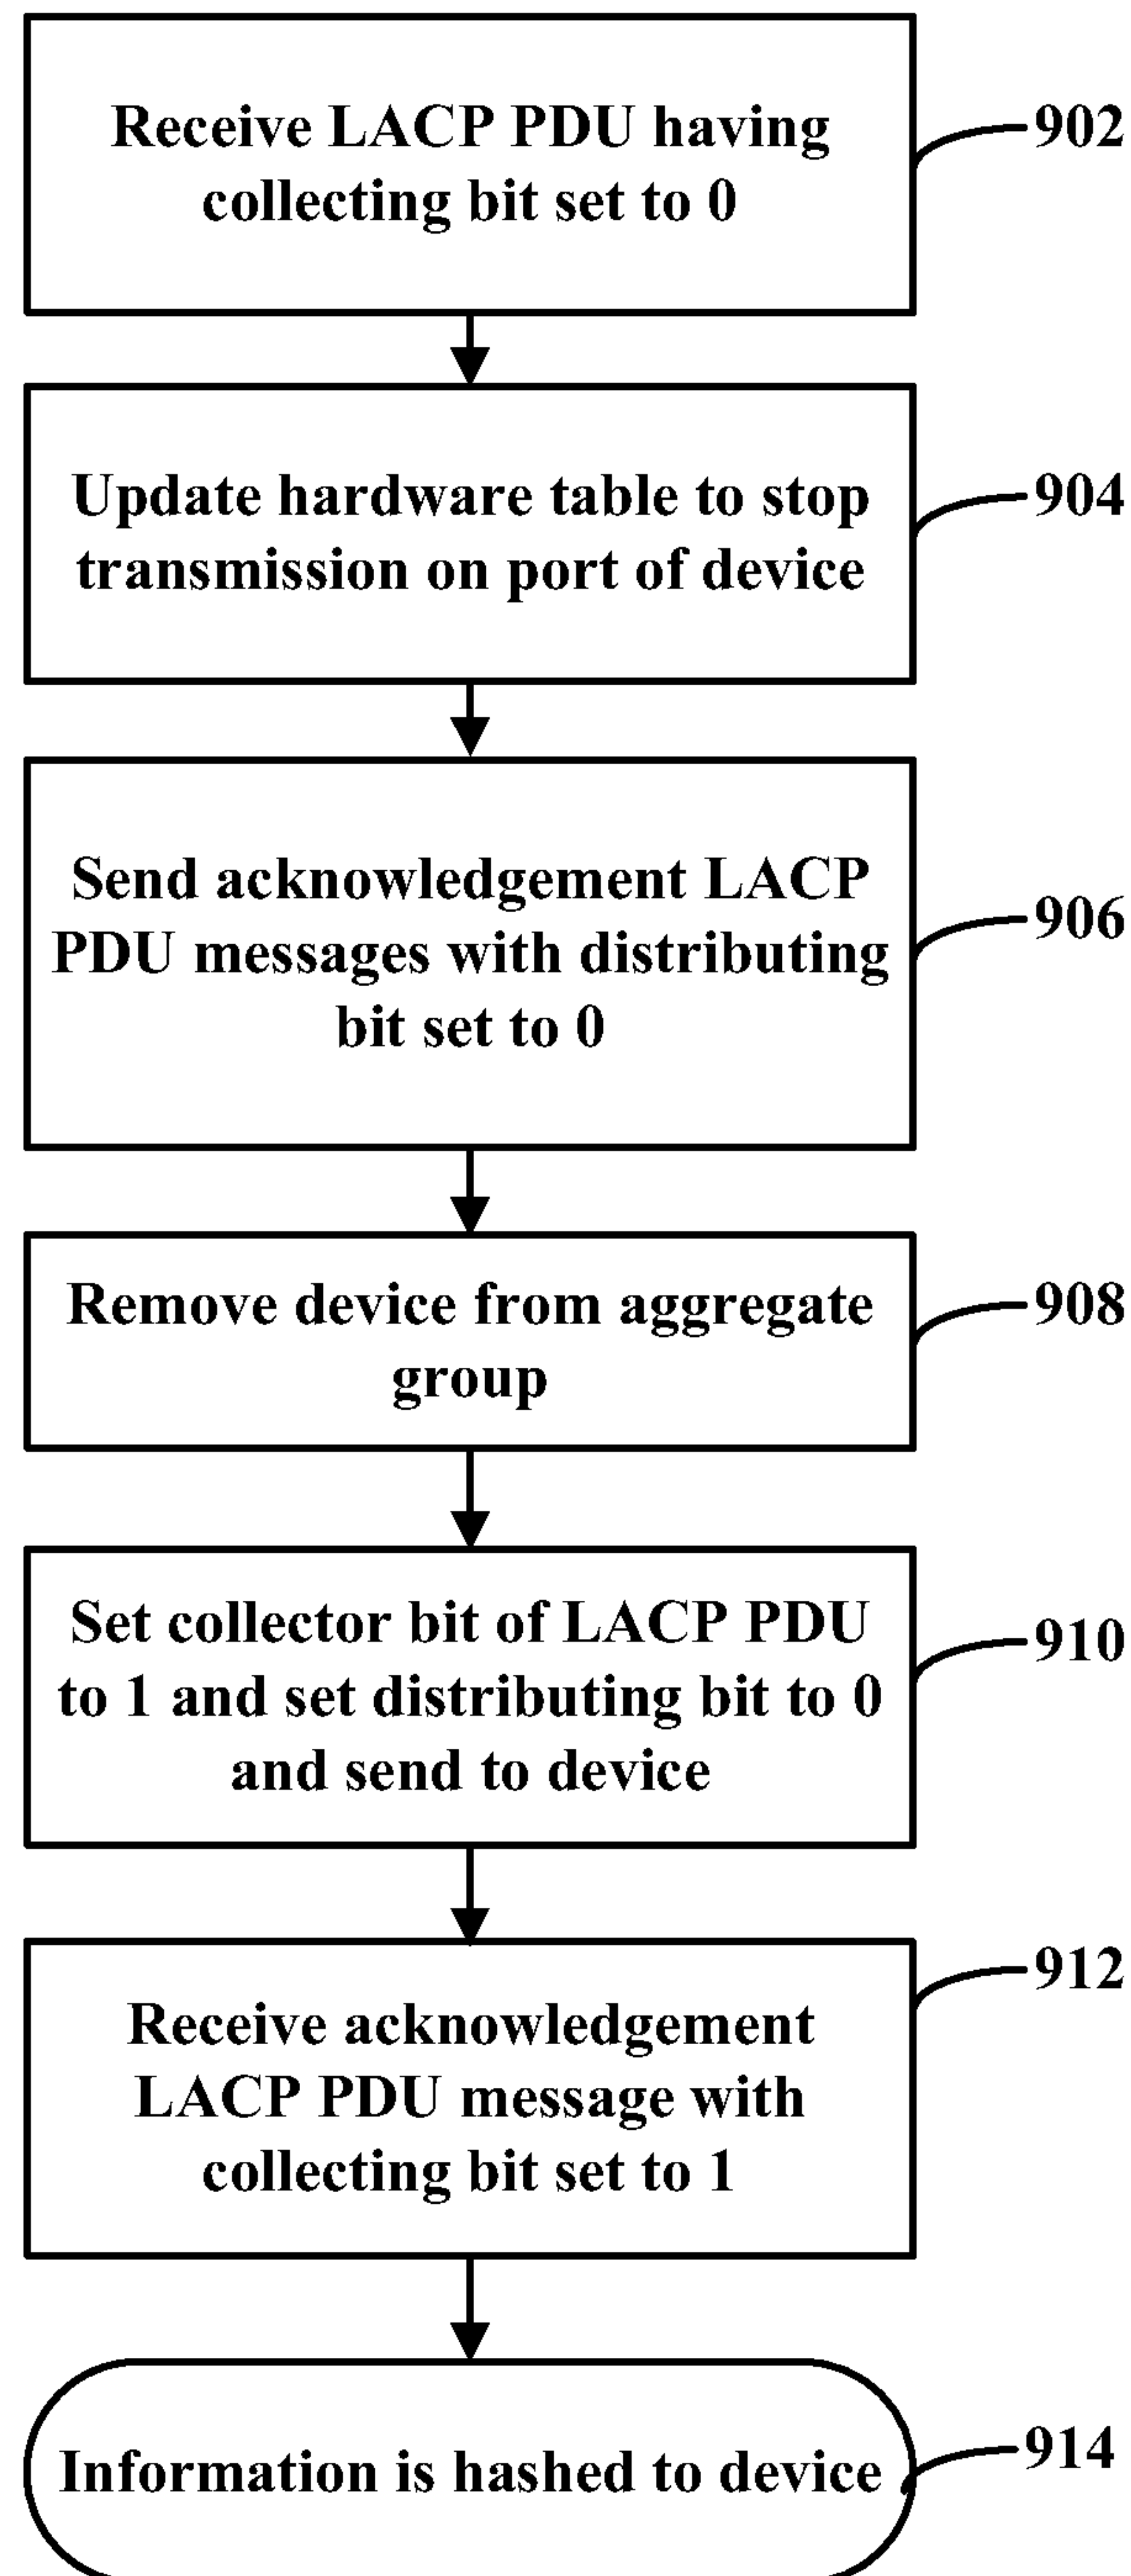 Receive LACP PDU having
collecting bit set to 0
902
Update hardware table to stop
transmission on port of device
904
Send acknowledgement LACP
PDU messages with distributing
bit set to 0
906
Remove device from aggregate
group
908
Set collector bit of LACP PDU
to 1 and set distributing bit to 0
and send to device
910
Receive acknowledgement
LACP PDU message with
collecting bit set to 1
912
Information is hashed to device
914